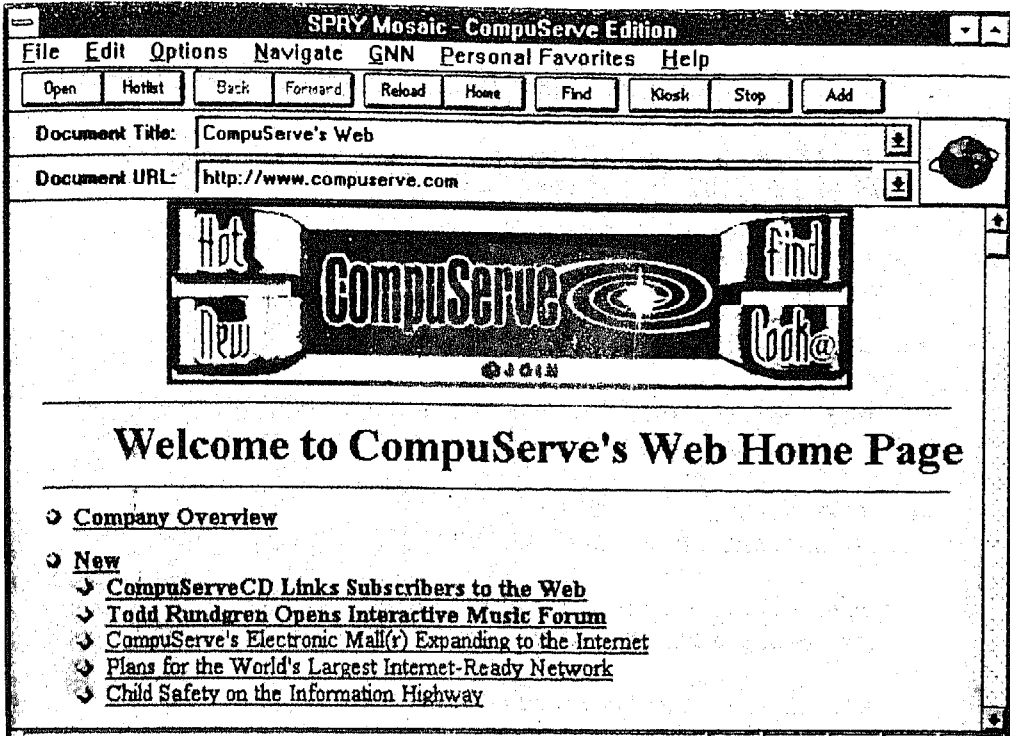 SPRY Mosaic - CompuServe Edition
File Edit Options Navigate GNN Personal Favorites Help
Open Hotlist Back Forward Reload Home Find Kiosk Stop Add
Document Title: CompuServe's Web
Document URL: http://www.compuserve.com
Hot Find
CompuServe
New Look@
JOIN
Welcome to CompuServe's Web Home Page
Company Overview
New
CompuServeCD Links Subscribers to the Web
Todd Rundgren Opens Interactive Music Forum
CompuServe's Electronic Mall(r) Expanding to the Internet
Plans for the World's Largest Internet-Ready Network
Child Safety on the Information Highway